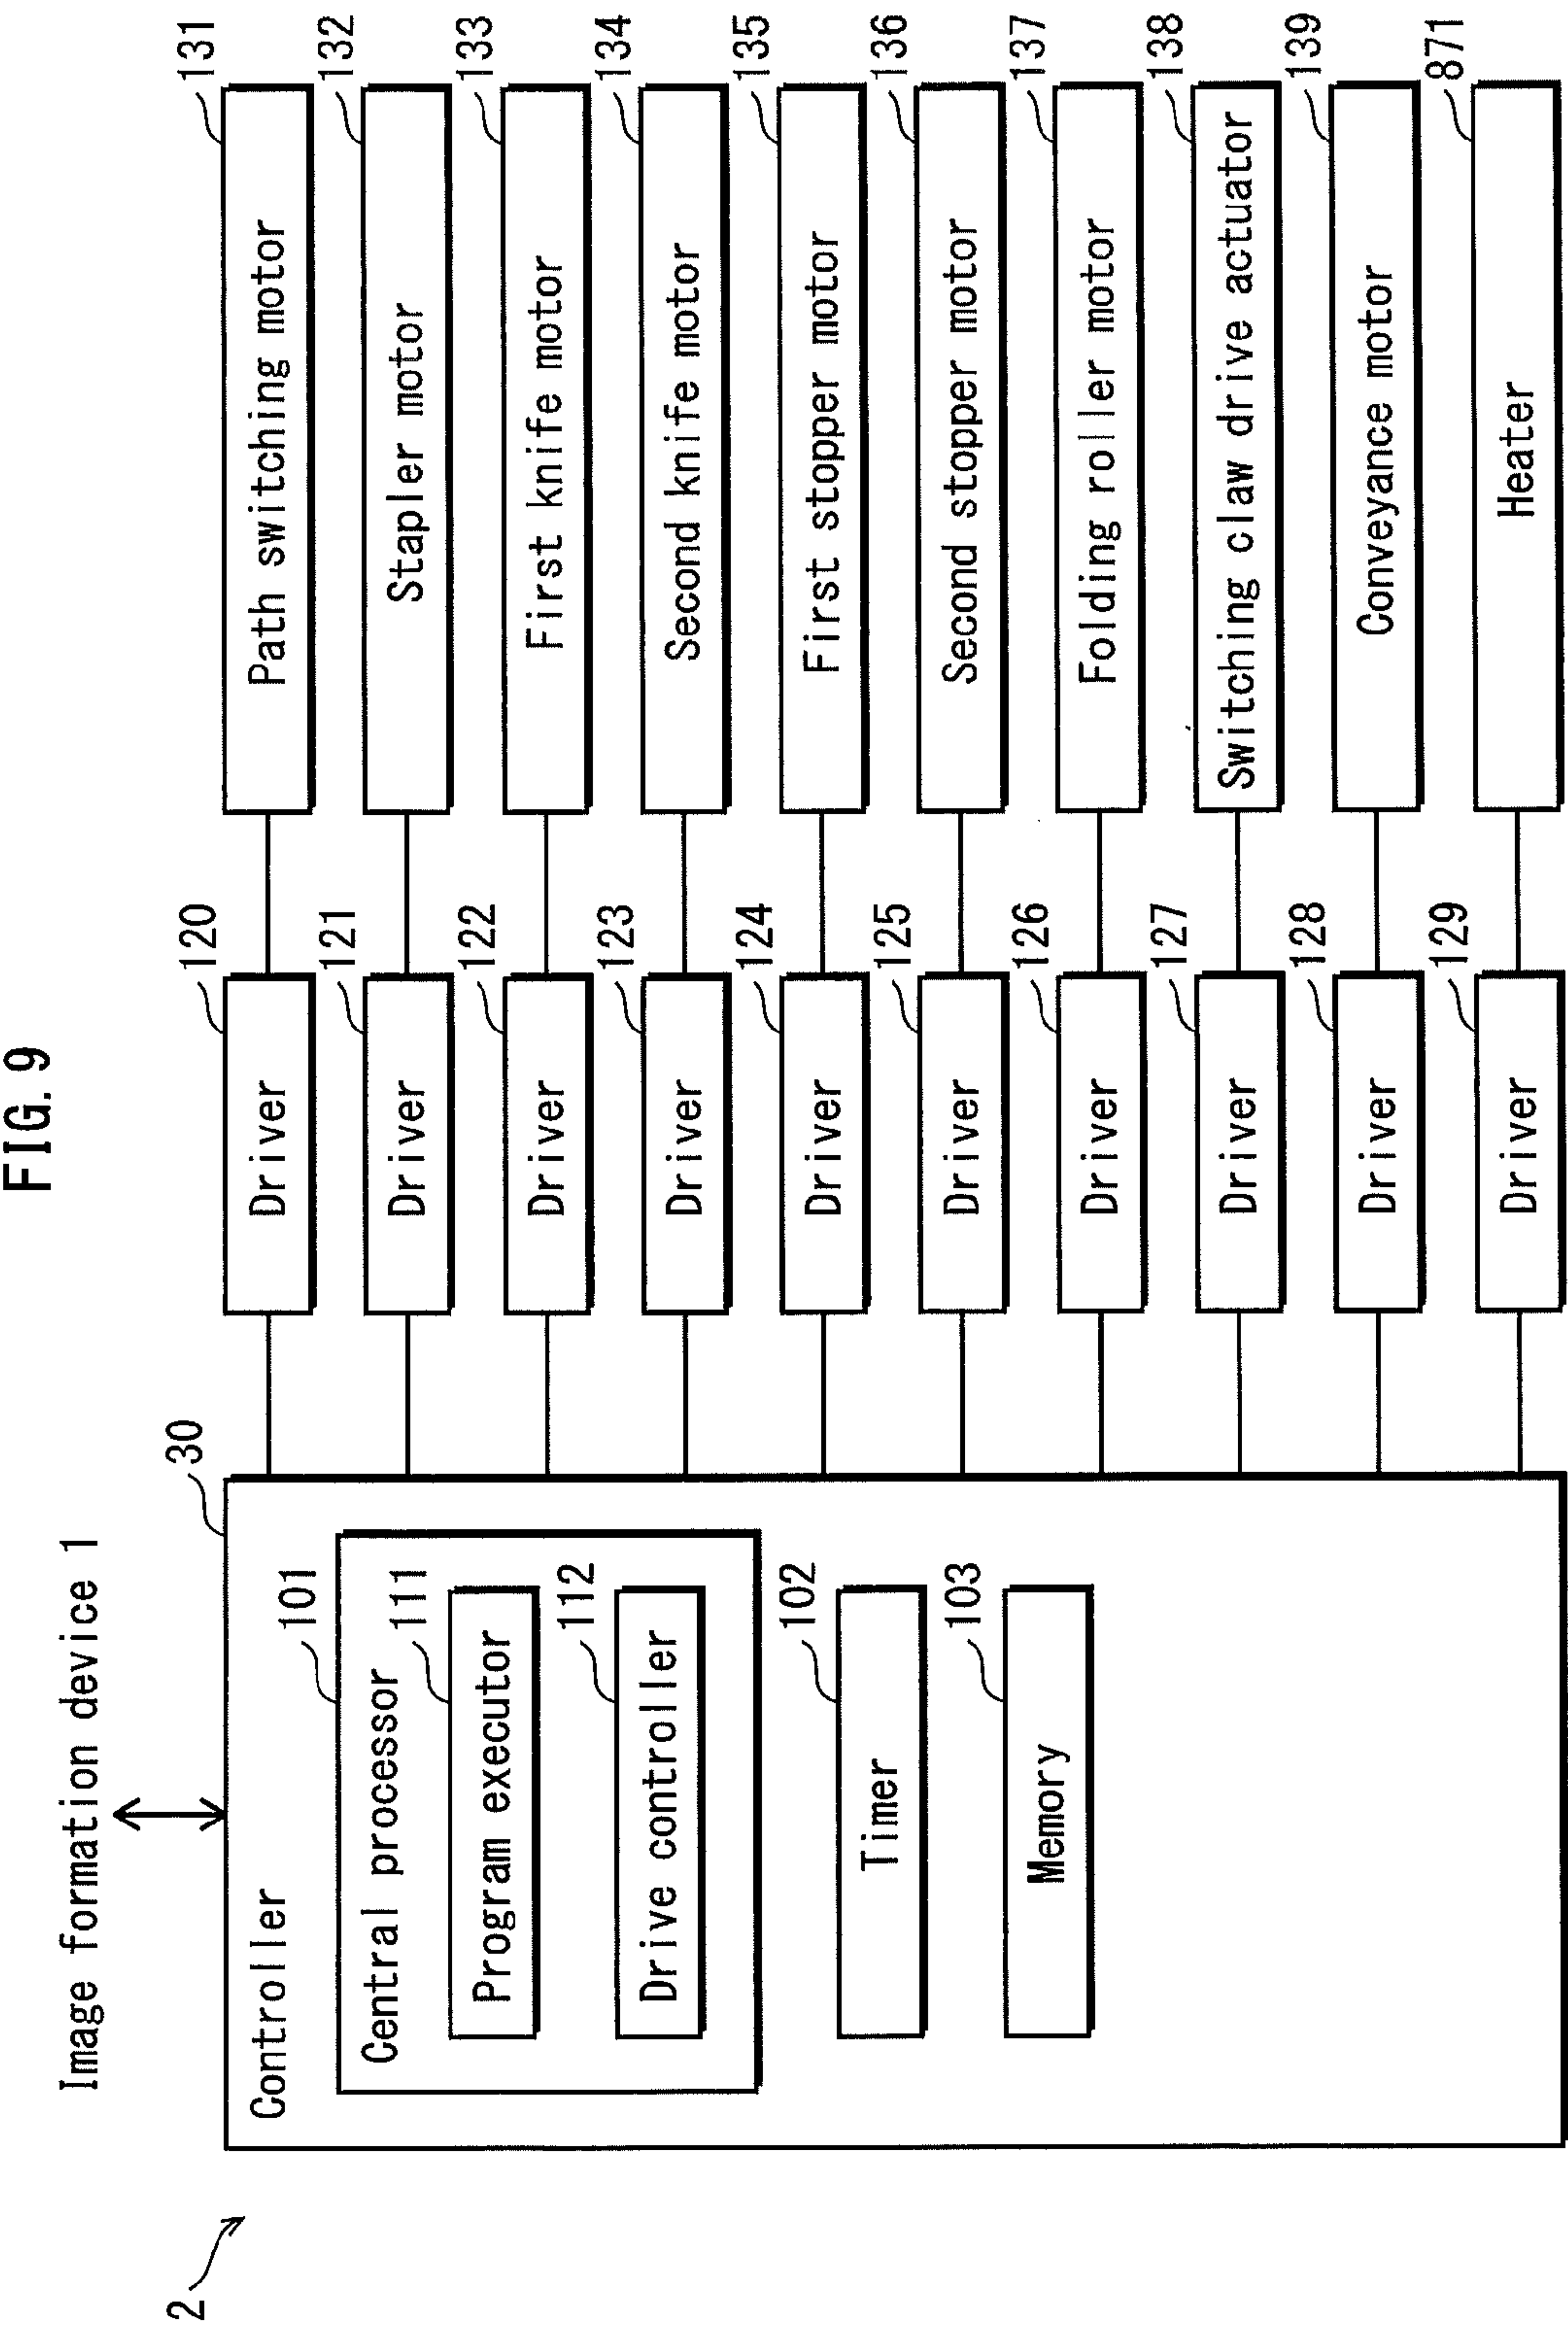 FIG. 9
2
Image formation device 1
30
Controller
101
Central processor
111
Program executor
112
Drive controller
102
Timer
103
Memory
120
Driver
131
Path switching motor
121
Driver
132
Stapler motor
122
Driver
133
First knife motor
123
Driver
134
Second knife motor
124
Driver
135
First stopper motor
125
Driver
136
Second stopper motor
126
Driver
137
Folding roller motor
127
Driver
138
Switching claw drive actuator
128
Driver
139
Conveyance motor
129
Driver
871
Heater